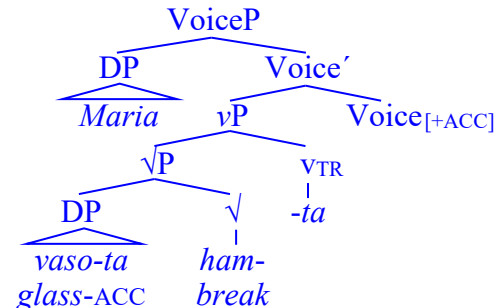 VoiceP
DP Voice´
Maria vP Voice[+ACC]
√P vTR
DP √ -ta
vaso-ta ham-
glass-ACC break